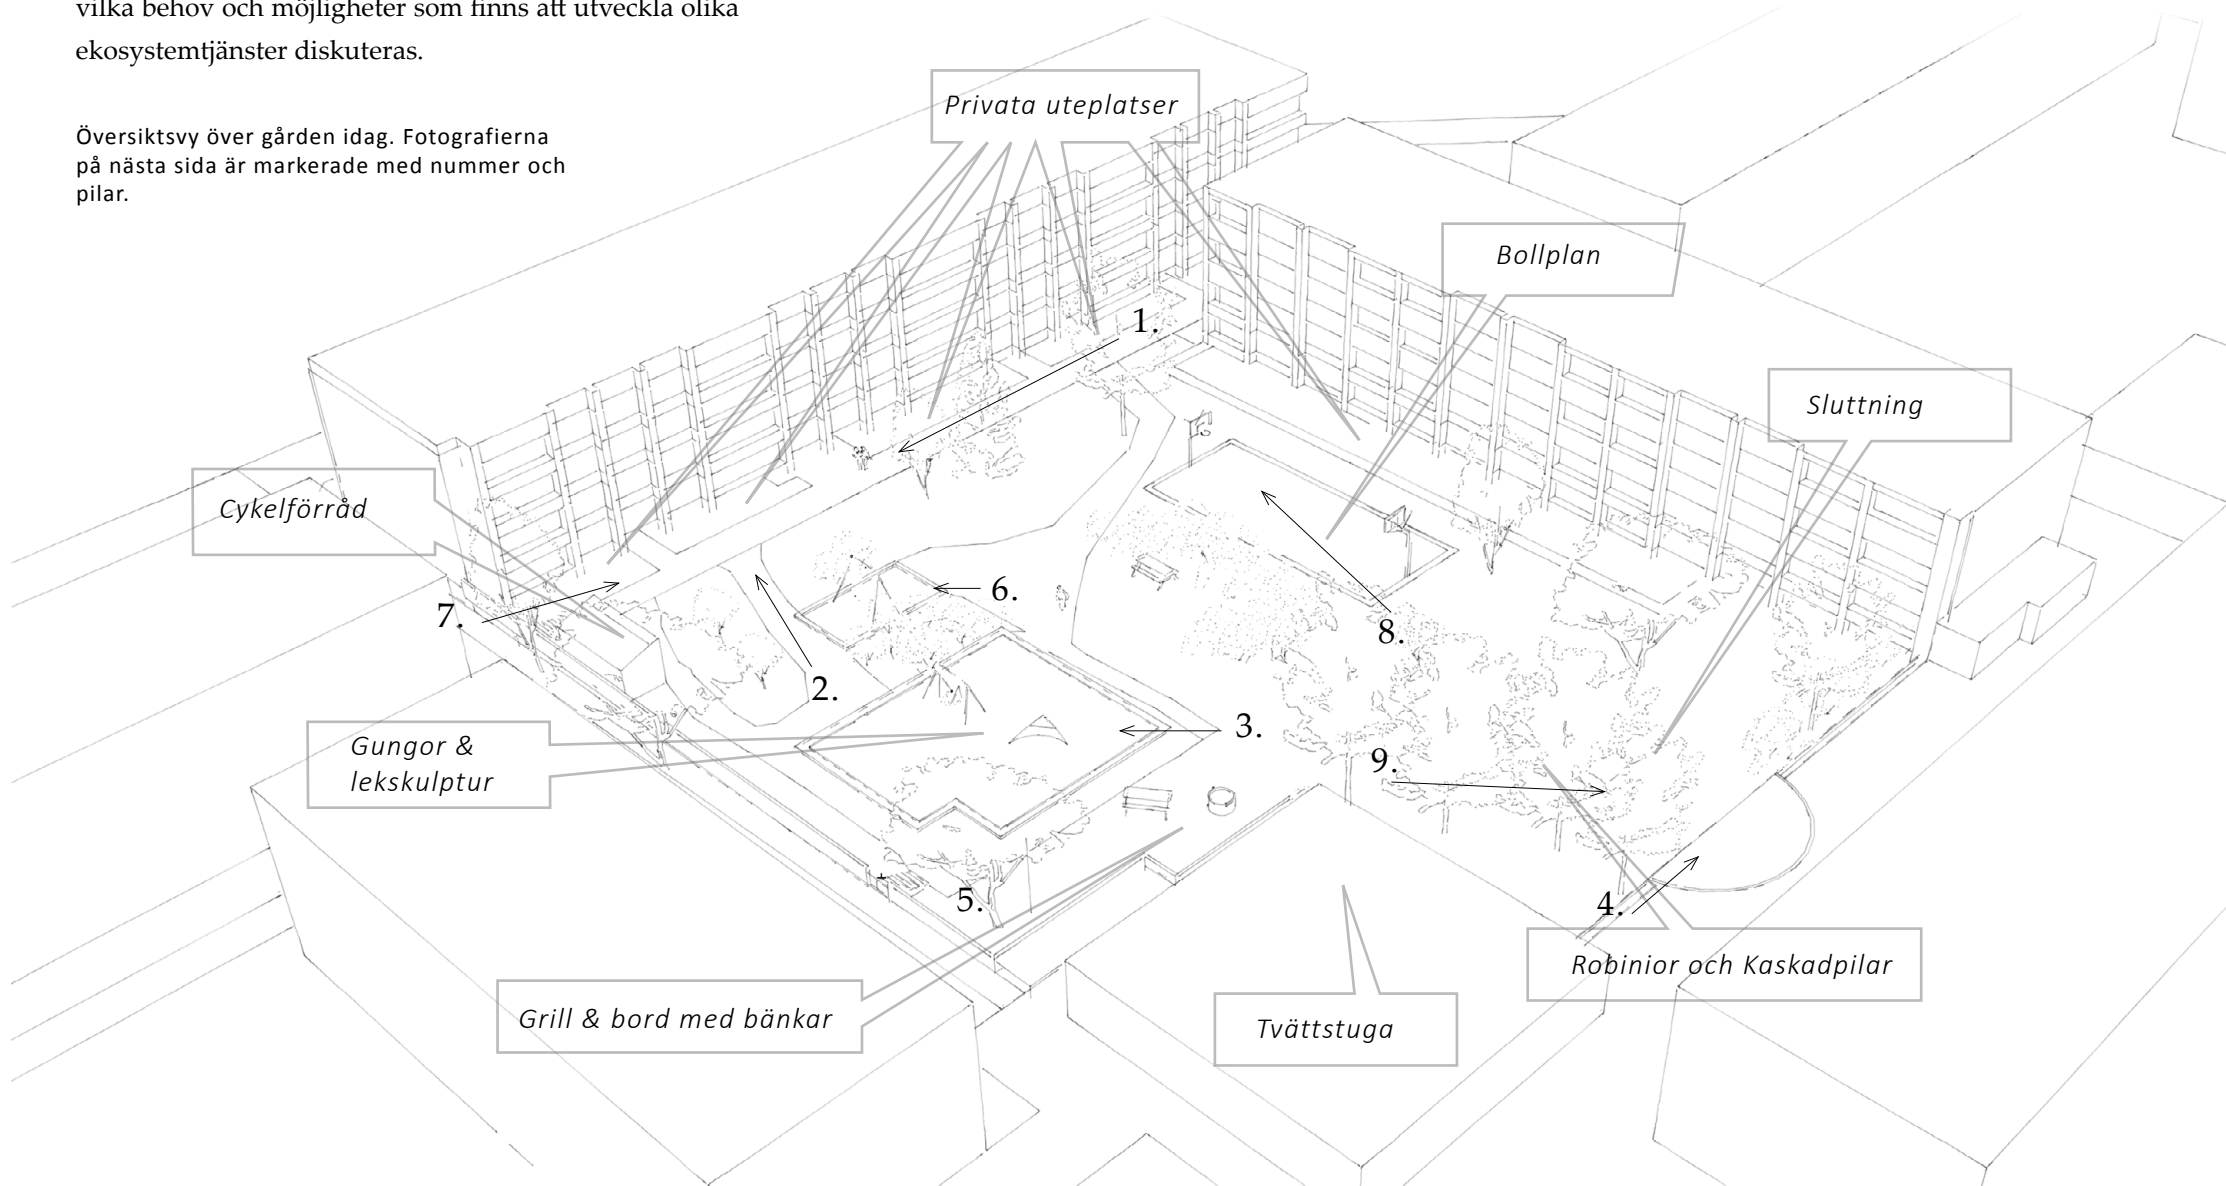 vilka behov och möjligheter som finns att utveckla olika
ekosystemtjänster diskuteras.
Översiktsvy över gården idag. Fotografierna
på nästa sida är markerade med nummer och
pilar.
Privata uteplatser
Bollplan
1.
Sluttning
Cykelförråd
6.
7.
8.
2.
3.
Gungor &
lekskulptur
9.
5.
4.
Robinior och Kaskadpilar
Grill & bord med bänkar
Tvättstuga